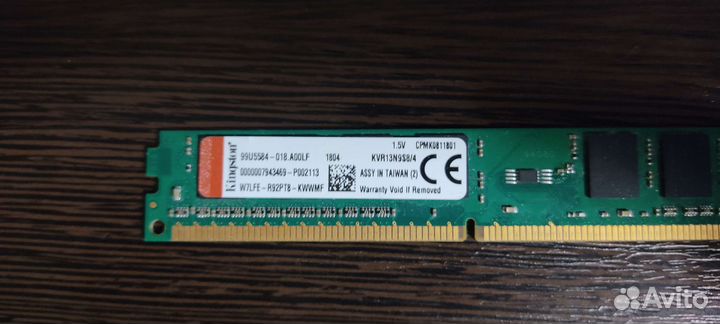 Kingston
99U5584-018.A00LF 1804 1.5V CPMK0811801
0000007943469-P002113 KVR13N9S8/4
W7LFE-R92PT8-KWWMF ASSY IN TAIWAN (2)
Warranty Void If Removed
CE
Avito